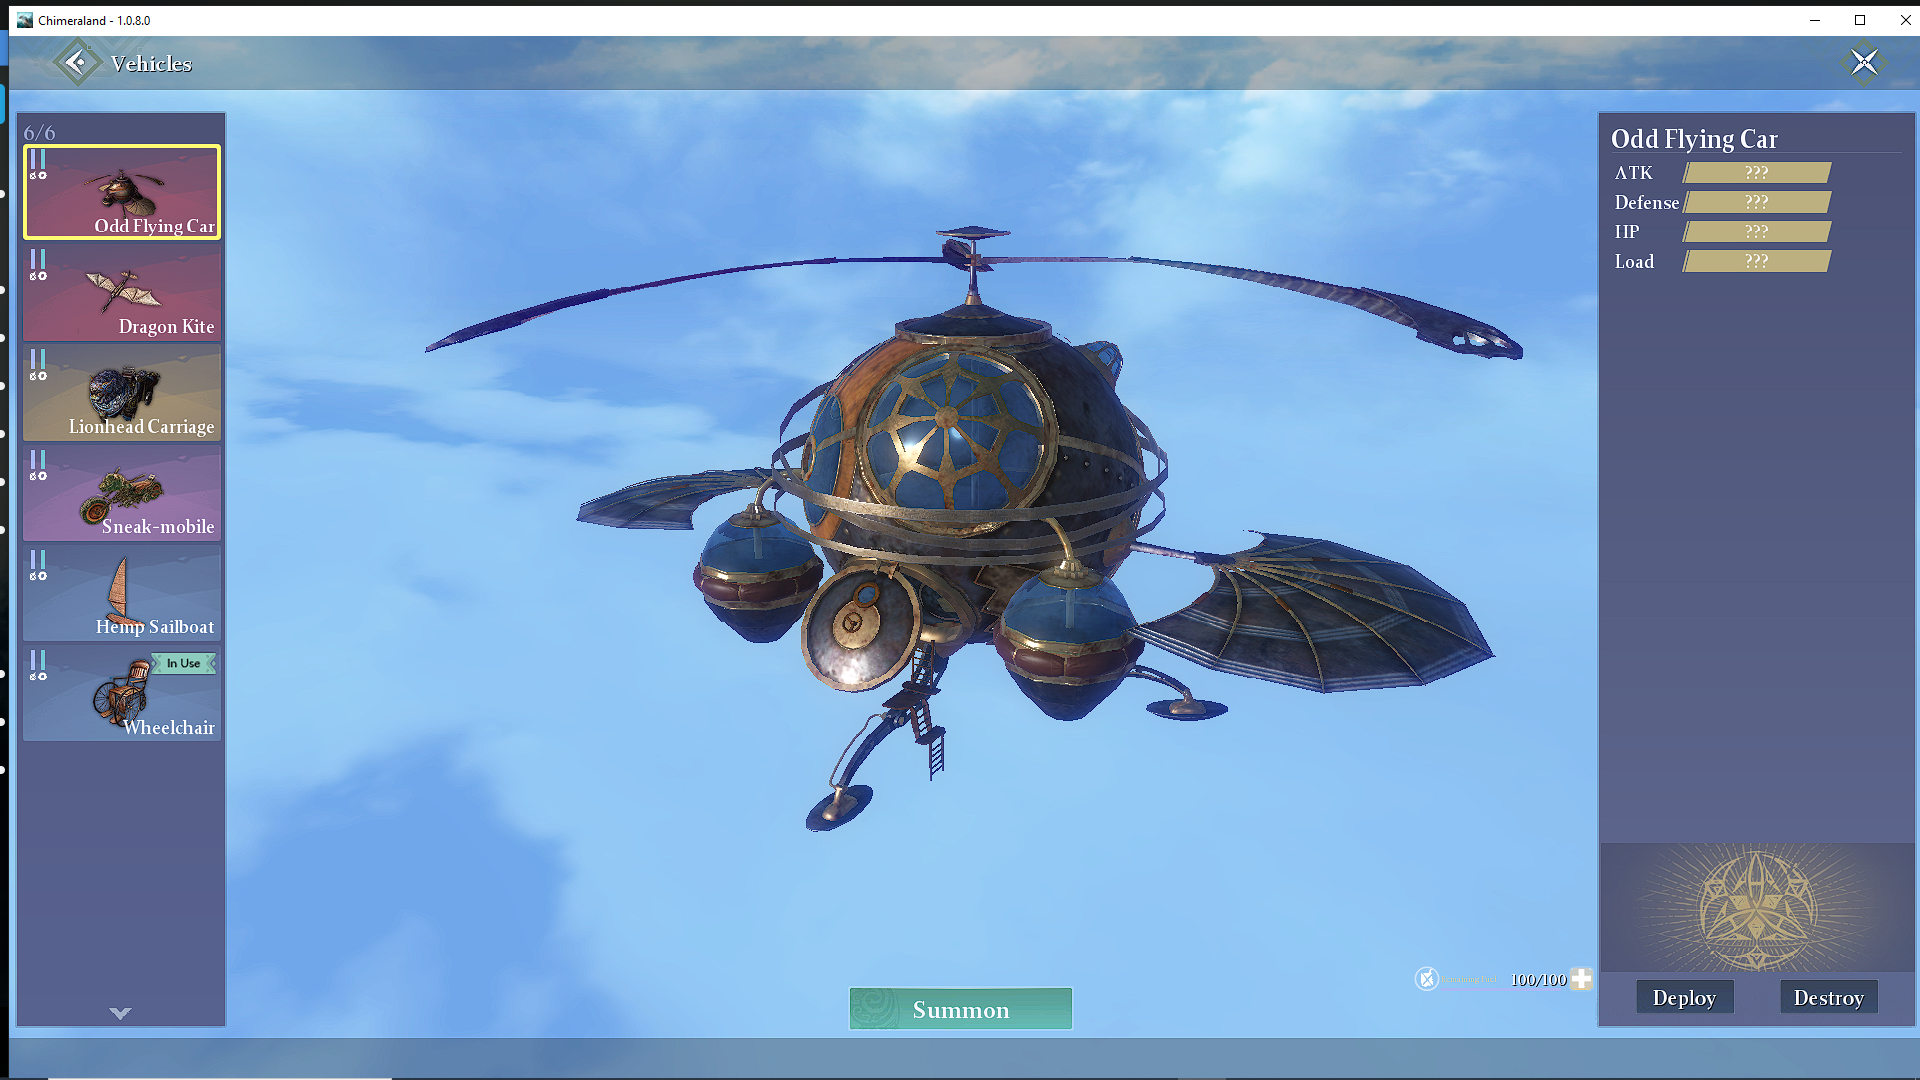 Chimeraland - 1.0.8.0
Vehicles
6/6
Odd Flying Car
Dragon Kite
Lionhead Carriage
Sneak-mobile
Hemp Sailboat
In Use
Wheelchair
Odd Flying Car
ATK ???
Defense ???
HP ???
Load ???
100/100
Summon
Deploy
Destroy